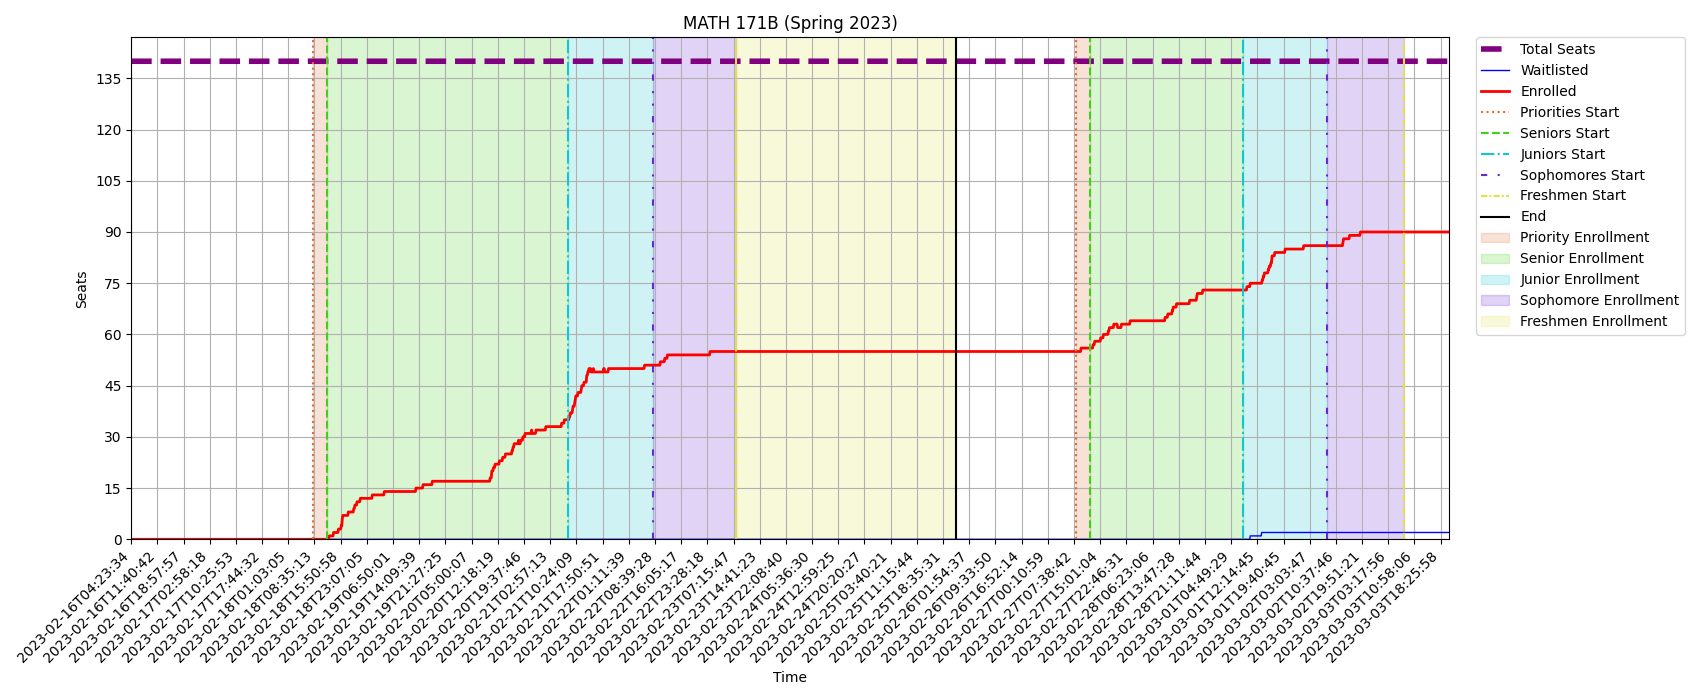 MATH 171B (Spring 2023)
Seats
135
120
105
90
75
60
45
30
15
0
2023-02-16T04:23:34
2023-02-16T11:40:42
2023-02-16T18:57:57
2023-02-17T02:58:18
2023-02-17T10:25:53
2023-02-17T17:44:32
2023-02-18T01:03:05
2023-02-18T08:35:13
2023-02-18T15:50:58
2023-02-18T23:07:05
2023-02-19T06:50:01
2023-02-19T14:09:39
2023-02-19T21:27:25
2023-02-20T05:00:07
2023-02-20T12:18:19
2023-02-20T19:37:46
2023-02-21T02:57:13
2023-02-21T10:24:09
2023-02-21T17:50:51
2023-02-22T01:11:39
2023-02-22T08:39:28
2023-02-22T16:05:17
2023-02-22T23:28:18
2023-02-23T07:15:47
2023-02-23T14:41:23
2023-02-23T22:08:40
2023-02-24T05:36:30
2023-02-24T12:59:25
2023-02-24T20:20:27
2023-02-25T03:40:21
2023-02-25T11:15:44
2023-02-25T18:35:31
2023-02-26T01:54:37
2023-02-26T09:33:50
2023-02-26T16:52:14
2023-02-27T00:10:59
2023-02-27T07:38:42
2023-02-27T15:01:04
2023-02-27T22:46:31
2023-02-28T06:23:06
2023-02-28T13:47:28
2023-02-28T21:11:44
2023-03-01T04:49:29
2023-03-01T12:14:45
2023-03-01T19:40:45
2023-03-02T03:03:47
2023-03-02T10:37:46
2023-03-02T19:51:21
2023-03-03T03:17:56
2023-03-03T10:58:06
2023-03-03T18:25:58
Time
Total Seats
Waitlisted
Enrolled
Priorities Start
Seniors Start
Juniors Start
Sophomores Start
Freshmen Start
End
Priority Enrollment
Senior Enrollment
Junior Enrollment
Sophomore Enrollment
Freshmen Enrollment